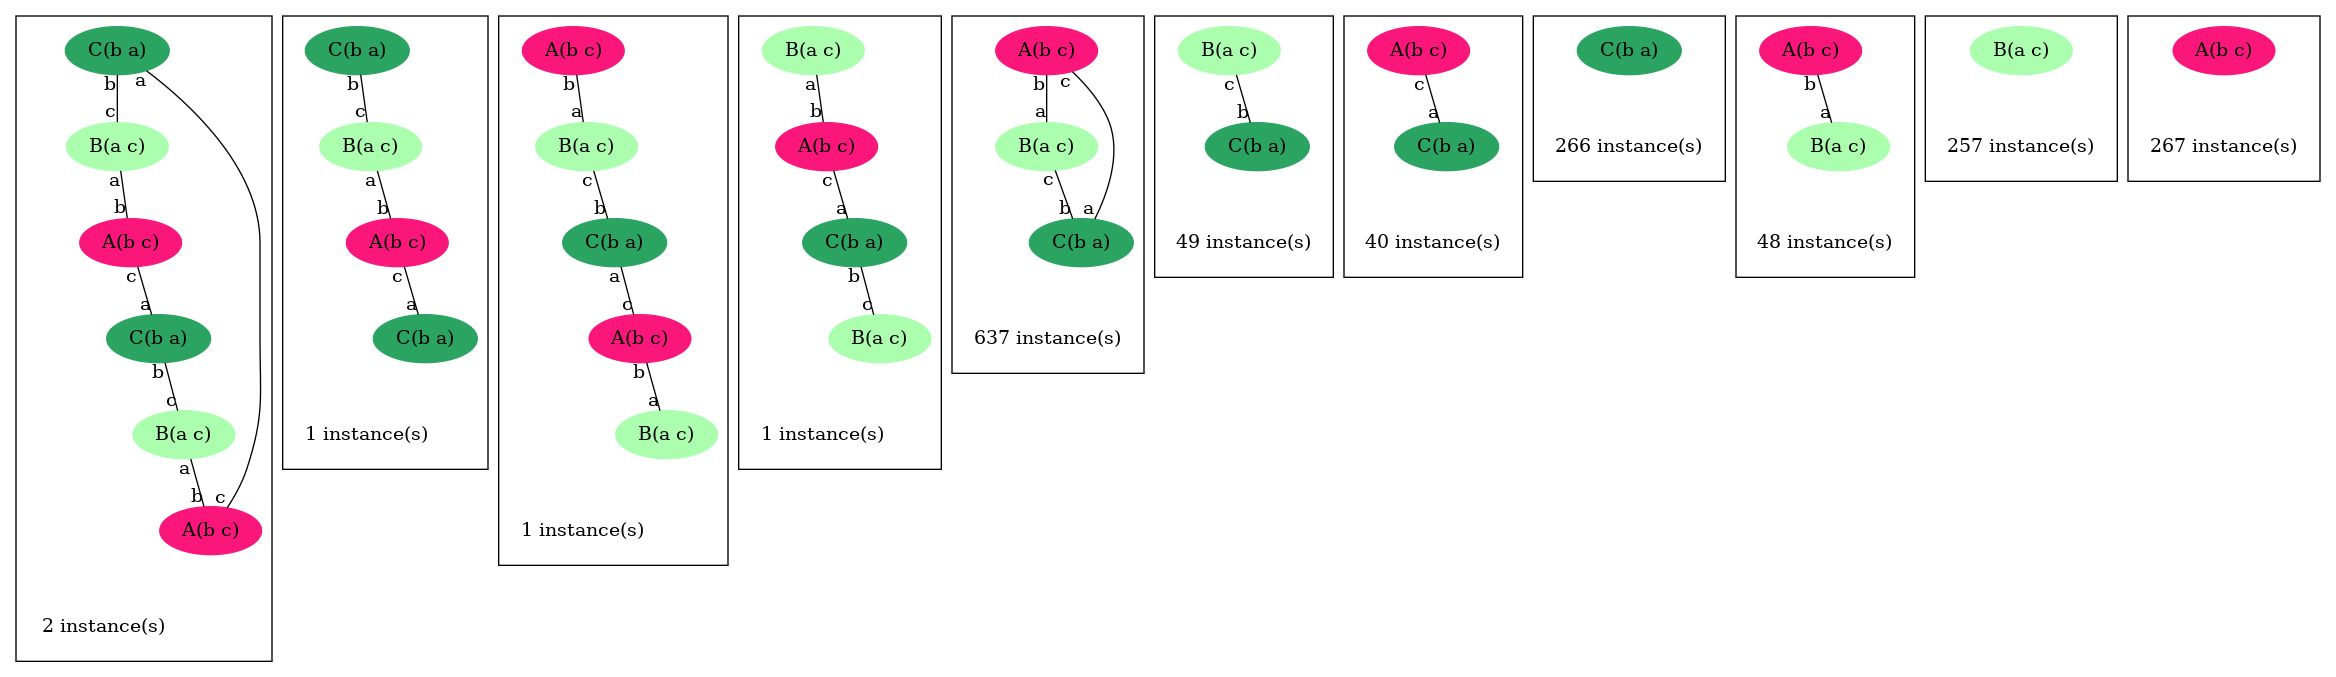 C(b a)
b a
c
B(a c)
a
b
A(b c)
c
a
C(b a)
b
c
B(a c)
a
b c
A(b c)
2 instance(s)
C(b a)
b
c
B(a c)
a
b
A(b c)
c
a
C(b a)
1 instance(s)
A(b c)
b
a
B(a c)
c
b
C(b a)
a
c
A(b c)
b
a
B(a c)
1 instance(s)
B(a c)
a
b
A(b c)
c
a
C(b a)
b
c
B(a c)
1 instance(s)
A(b c)
b c
a
B(a c)
c
b a
C(b a)
637 instance(s)
B(a c)
c
b
C(b a)
49 instance(s)
A(b c)
c
a
C(b a)
40 instance(s)
C(b a)
266 instance(s)
A(b c)
b
a
B(a c)
48 instance(s)
B(a c)
257 instance(s)
A(b c)
267 instance(s)